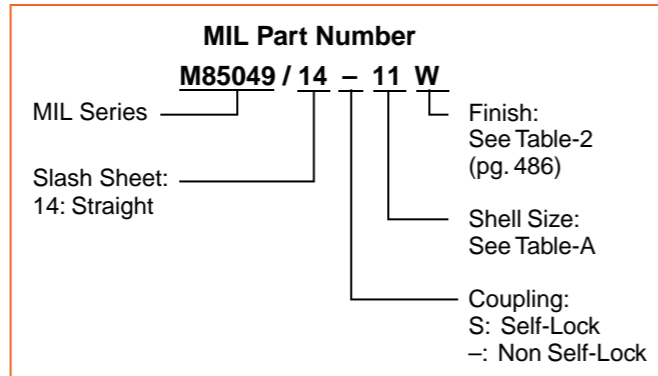 MIL Part Number
M85049 / 14 – 11 W
MIL Series
Slash Sheet:
14: Straight
Finish:
See Table-2
(pg. 486)
Shell Size:
See Table-A
Coupling:
S: Self-Lock
–: Non Self-Lock